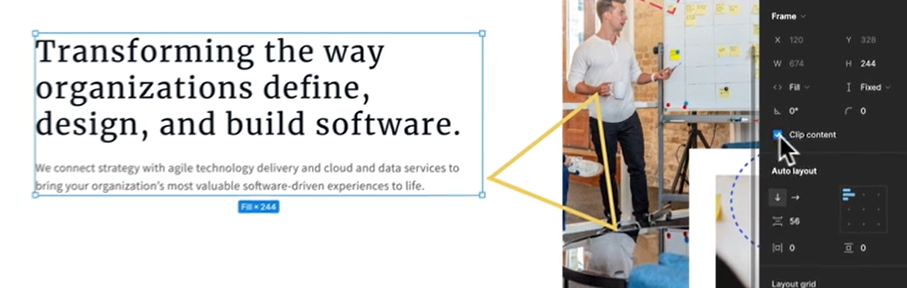 Transforming the way
organizations define,
design, and build software.
We connect strategy with agile technology delivery and cloud and data services to
bring your organization's most valuable software-driven experiences to life.
Fill × 244
Frame
X 120 Y 328
W 674 H 244
Fill Fixed
0° 0
Clip content
Auto layout
56
0 0
Layout grid